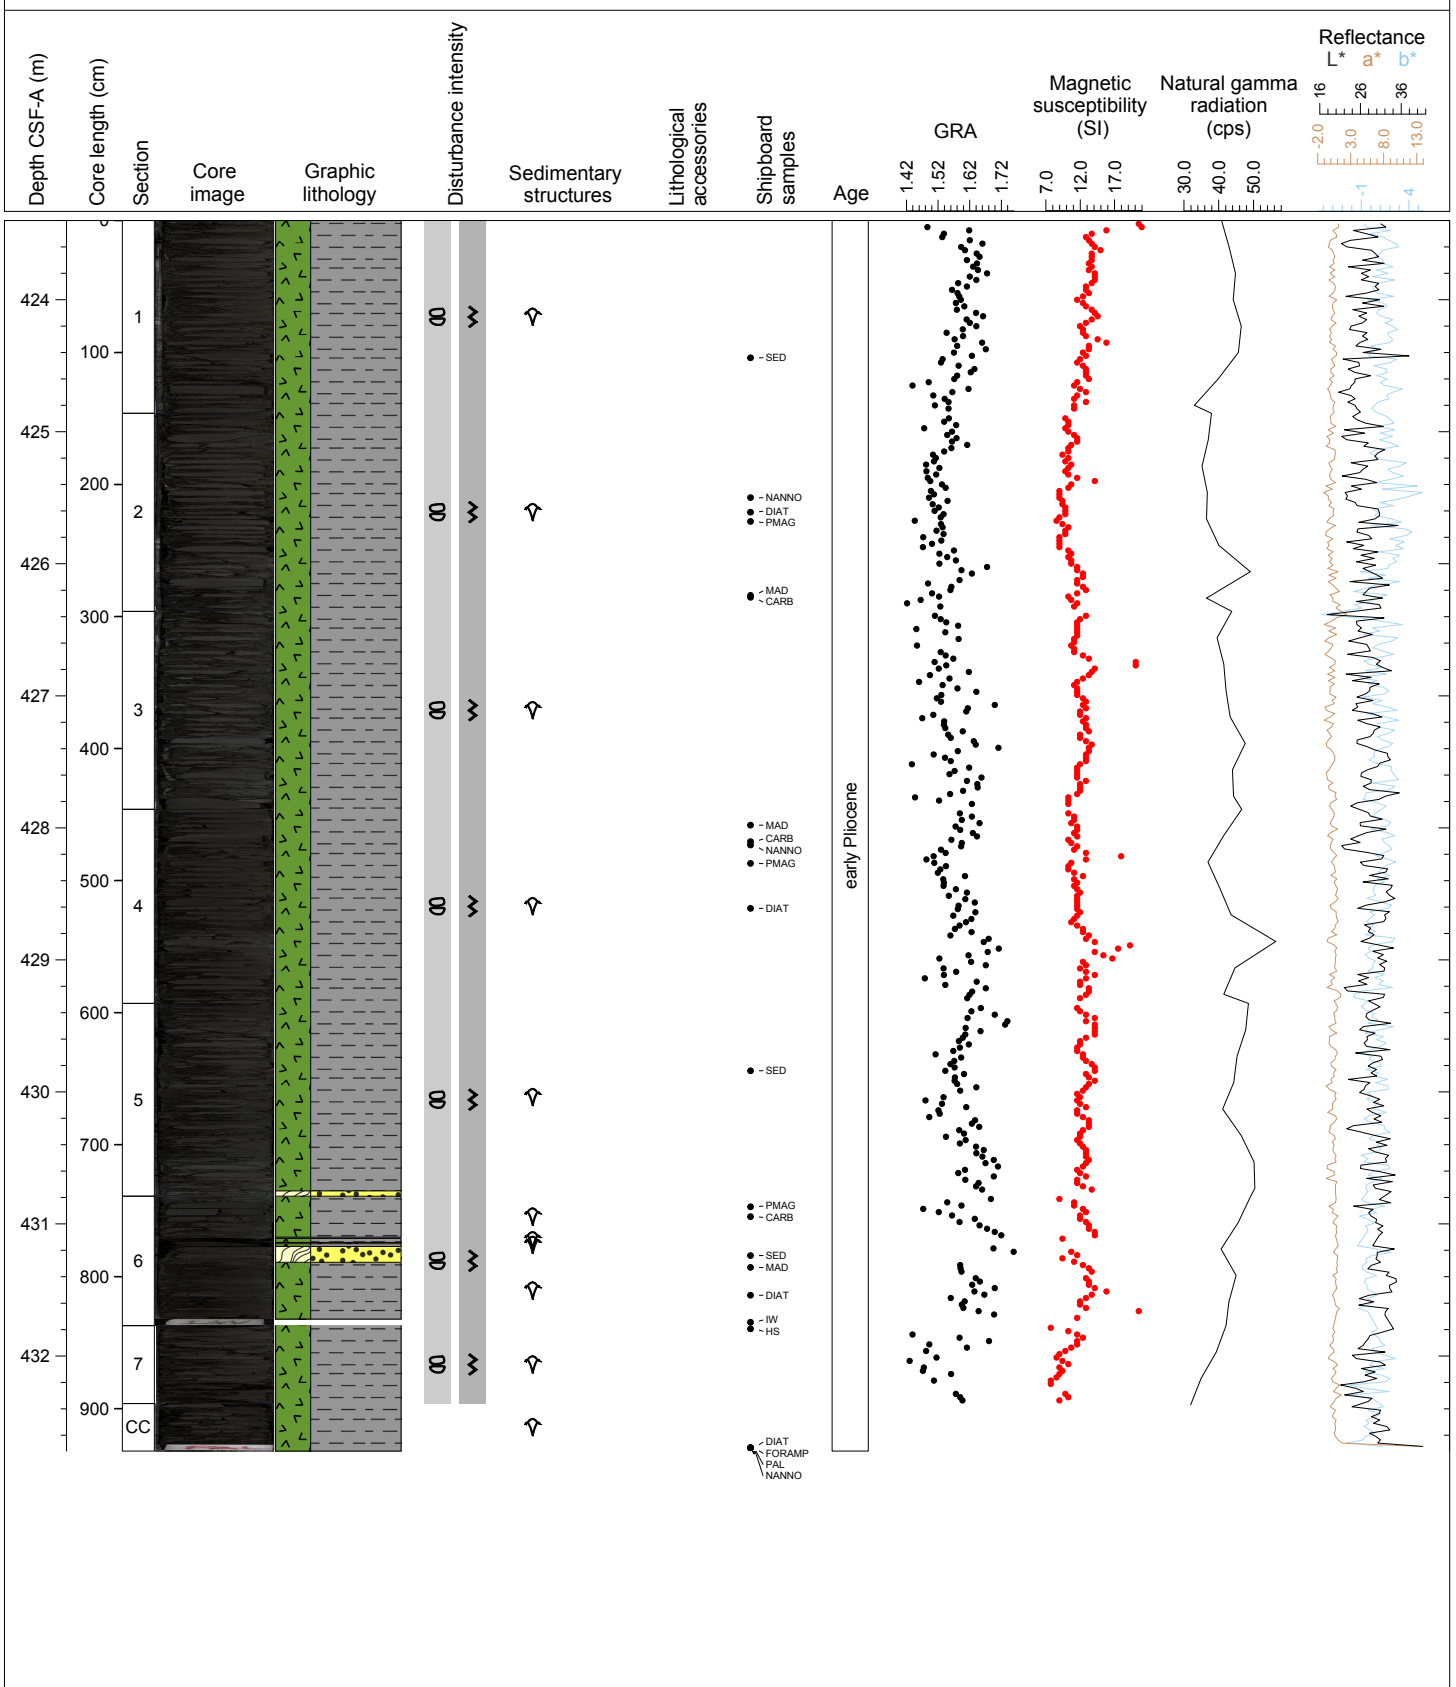 Depth CSF-A (m)
Core length (cm)
Section
Core
image
Graphic
lithology
Disturbance intensity
Sedimentary
structures
Lithological
accessories
Shipboard
samples
Age
GRA
1.42 1.52 1.62 1.72
Magnetic
susceptibility
(SI)
7.0 12.0 17.0
Natural gamma
radiation
(cps)
30.0 40.0 50.0
Reflectance
L* a* b*
16 26 36
-2.0 3.0 8.0 13.0
-1 4
0
424
1
100
SED
425
200
NANNO
2
DIAT
PMAG
426
MAD
CARB
300
427
3
400
428
MAD
CARB
NANNO
PMAG
early Pliocene
500
4
DIAT
429
600
430
SED
5
700
431
PMAG
CARB
6
SED
MAD
800
DIAT
IW
HS
432
7
900
CC
DIAT
FORAMP
PAL
NANNO